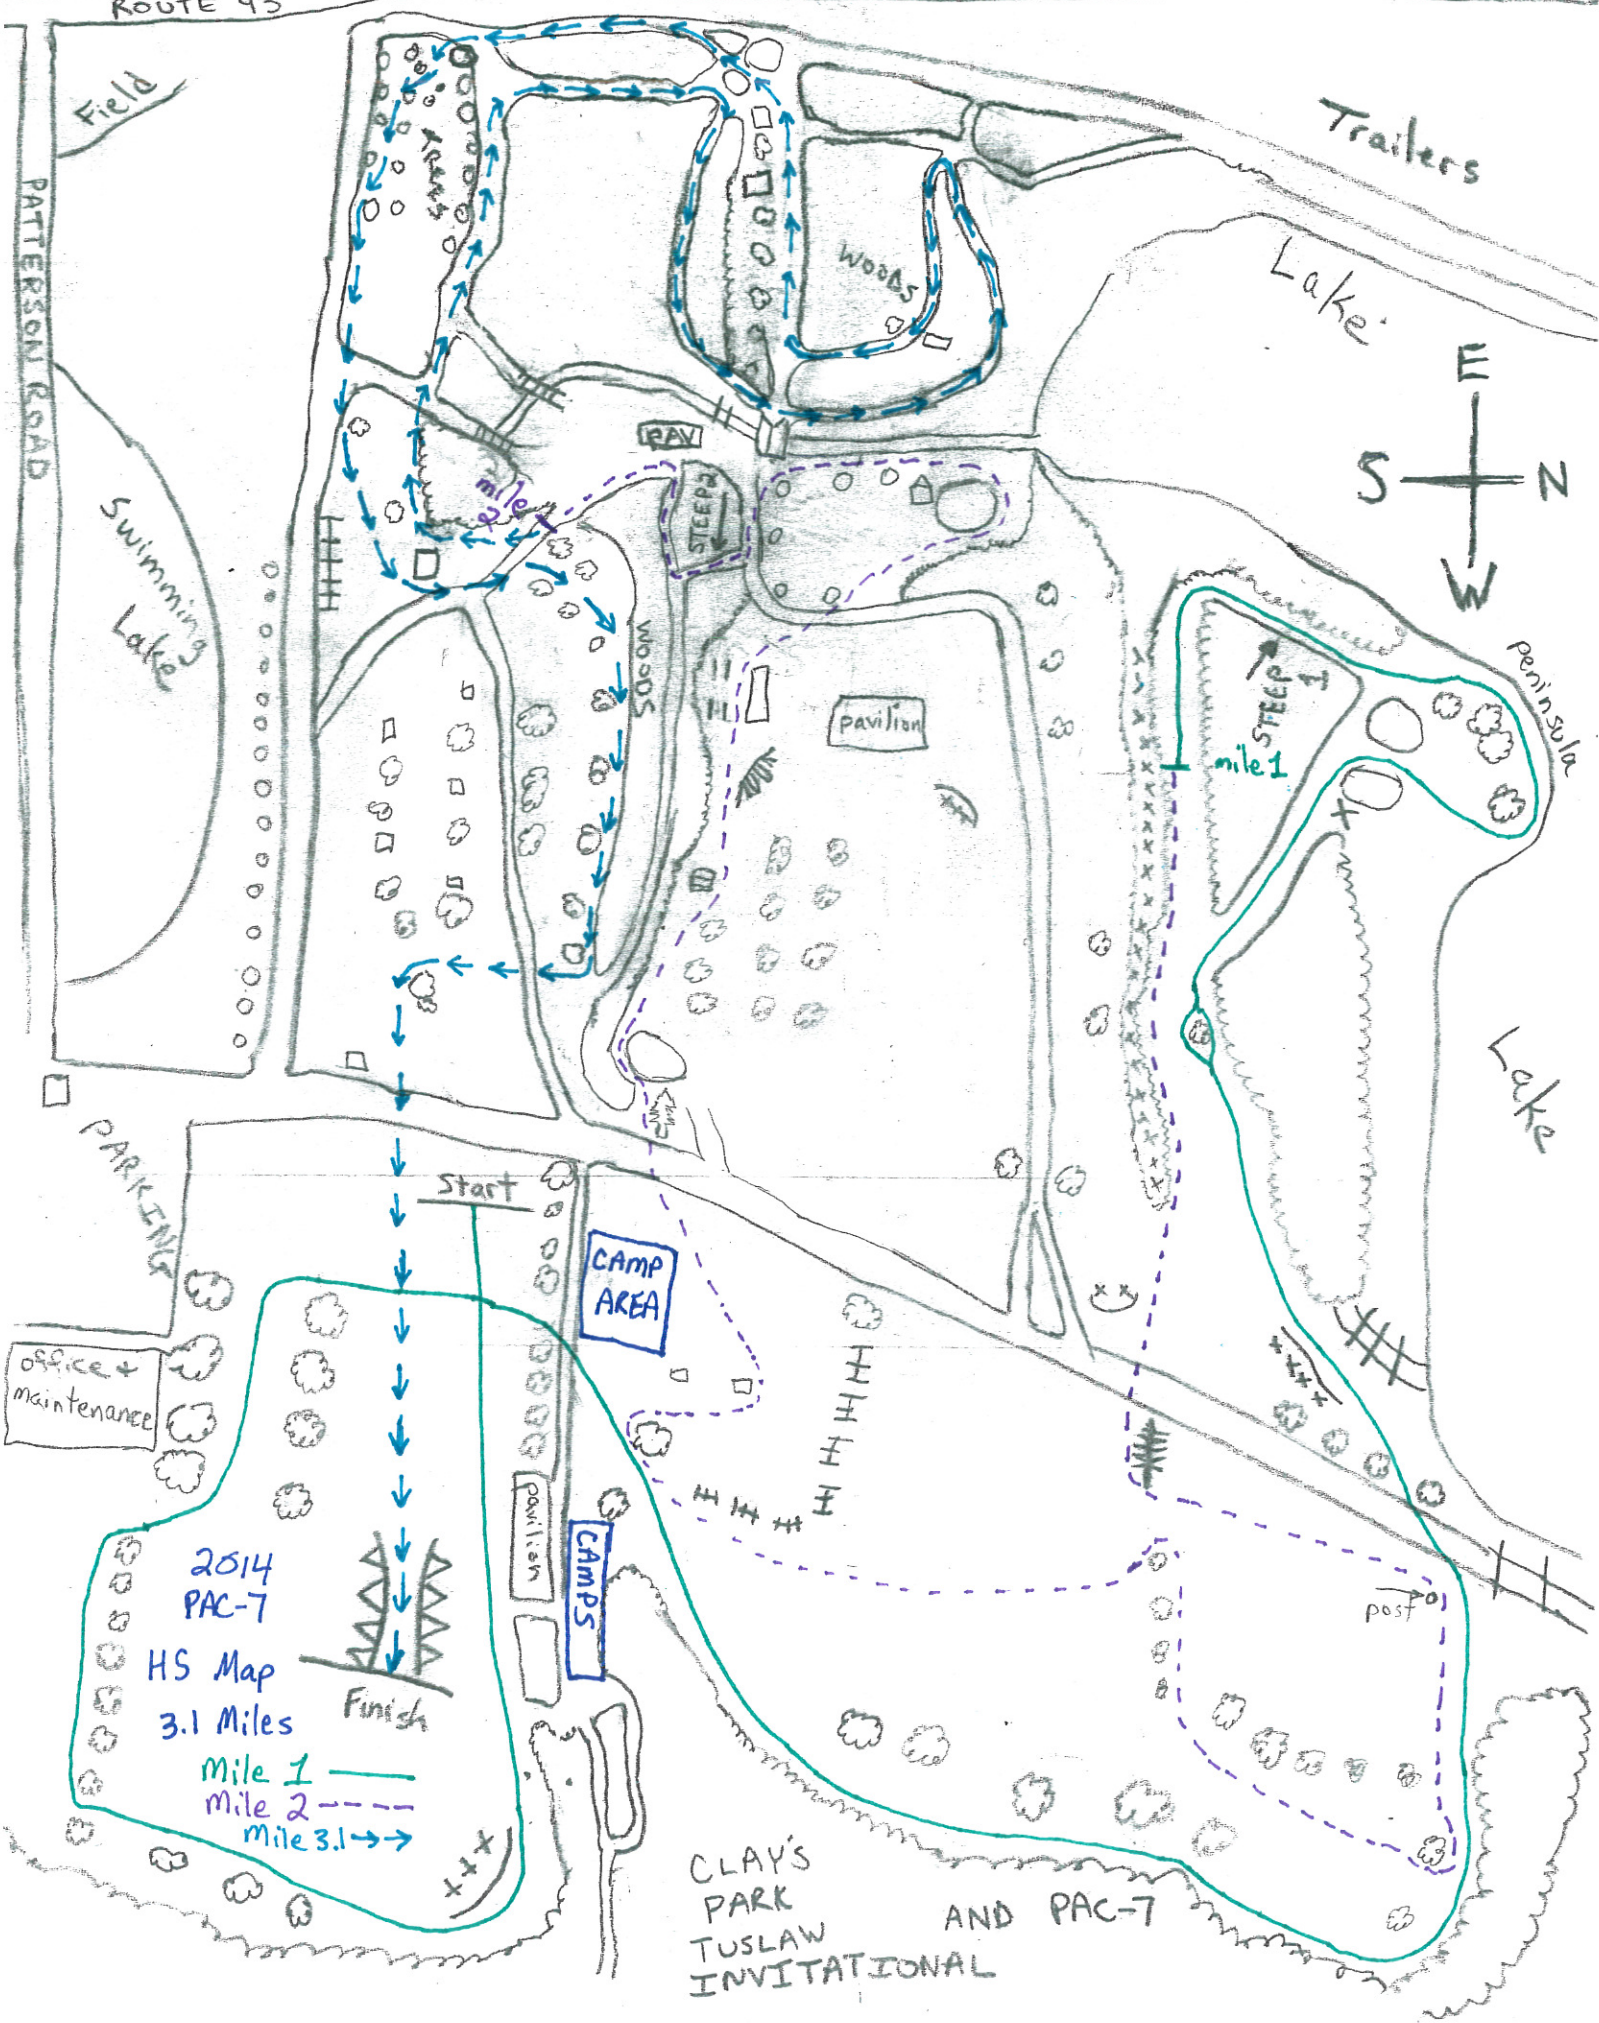 ROUTE 93
Field
Trailers
PATTERSON ROAD
TREES
WOODS
Lake
E
S N
W
PAV
mile
2
STEEP 2
Swimming
Lake
WOODS
peninsula
STEEP
1
mile 1
pavilion
Lake
PARKING
Start
CAMP
AREA
office +
maintenance
pavilion
CAMPS
post
2014
PAC-7
HS Map
3.1 Miles
Finish
Mile 1
Mile 2
Mile 3.1
CLAY'S
PARK
TUSLAW
INVITATIONAL
AND PAC-7